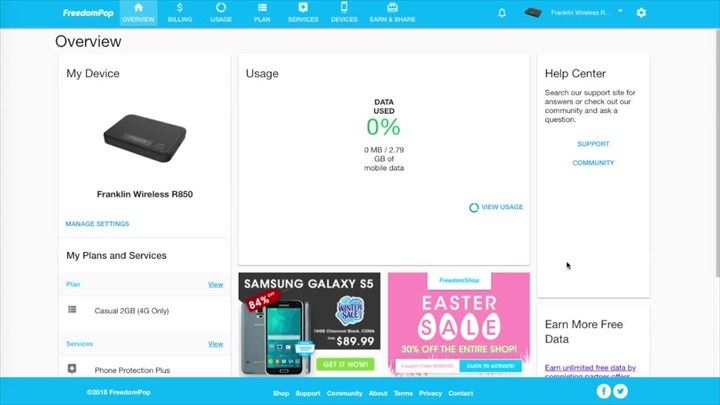 FreedomPop
OVERVIEW
BILLING
USAGE
PLAN
SERVICES
DEVICES
EARN & SHARE
Franklin Wireless R...
Overview
My Device
Franklin Wireless R850
MANAGE SETTINGS
My Plans and Services
Plan
View
Casual 2GB (4G Only)
Services
View
Phone Protection Plus
Usage
DATA
USED
0%
0 MB / 2.79
GB of
mobile data
VIEW USAGE
SAMSUNG GALAXY S5
84% OFF
WINTER
SALE
16GB Charcoal Black, CDMA
Only $89.99
GET IT NOW!
FreedomShop
EASTER
SALE
30% OFF THE ENTIRE SHOP!
CLICK TO ACTIVATE!
Help Center
Search our support site for
answers or check out our
community and ask a
question.
SUPPORT
COMMUNITY
Earn More Free
Data
Earn unlimited free data by
completing partner offers
©2018 FreedomPop
Shop
Support
Community
About
Terms
Privacy
Contact